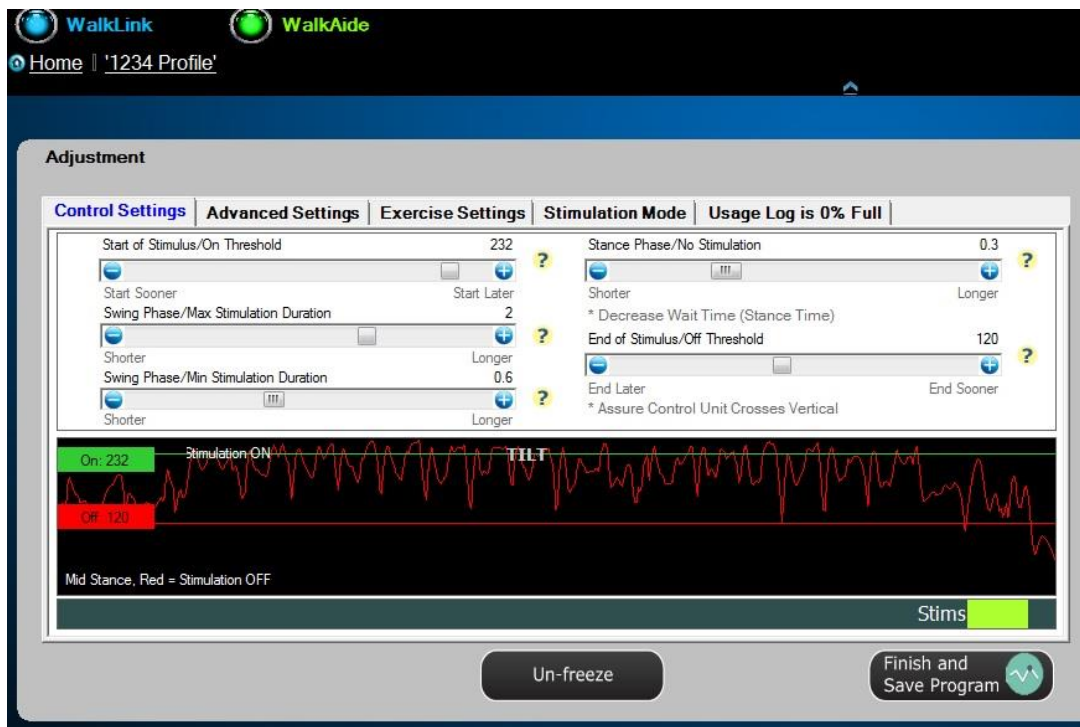 WalkLink WalkAide
Home '1234 Profile'
Adjustment
Control Settings Advanced Settings Exercise Settings Stimulation Mode Usage Log is 0% Full
Start of Stimulus/On Threshold 232 ?
Start Sooner Start Later
Swing Phase/Max Stimulation Duration 2 ?
Shorter Longer
Swing Phase/Min Stimulation Duration 0.6 ?
Shorter Longer
Stance Phase/No Stimulation 0.3 ?
Shorter Longer
* Decrease Wait Time (Stance Time)
End of Stimulus/Off Threshold 120 ?
End Later End Sooner
* Assure Control Unit Crosses Vertical
On: 232 Stimulation ON TILT
Off: 120
Mid Stance, Red = Stimulation OFF
Stims
Un-freeze
Finish and
Save Program